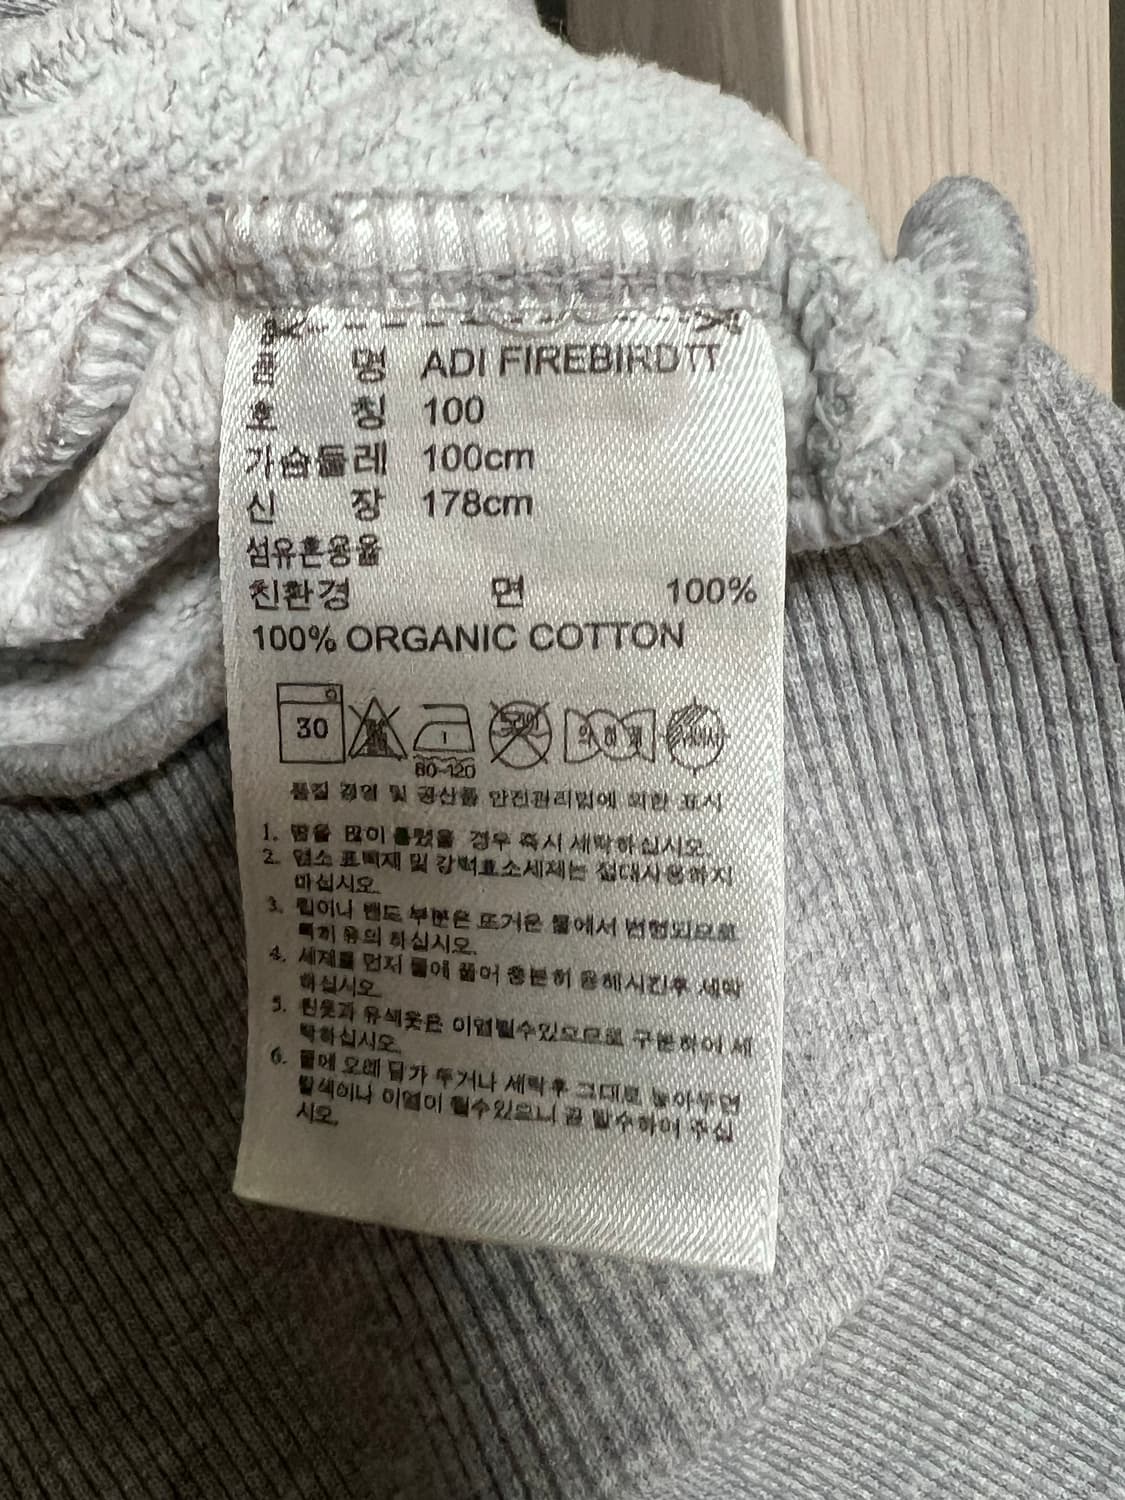 품 명 ADI FIREBIRDTT
호 칭 100
가슴둘레 100cm
신 장 178cm
섬유혼용율
친환경 면 100%
100% ORGANIC COTTON
30
80-120
품질 경영 및 공산품 안전관리법에 의한 표시
1. 땀을 많이 흘렸을 경우 즉시 세탁하십시오.
2. 염소 표백제 및 강력효소세제는 절대사용하지
마십시오.
3. 립이나 밴드 부분은 뜨거운 물에서 변형되므로
특히 유의 하십시오.
4. 세제를 먼저 물에 풀어 충분히 용해시킨후 세탁
하십시오.
5. 흰옷과 유색옷은 이염될수있으므로 구분하여 세
탁하십시오.
6. 물에 오래 담가 두거나 세탁후 그대로 놓아두면
탈색이나 이염이 될수있으니 곧 탈수하여 주십
시오.